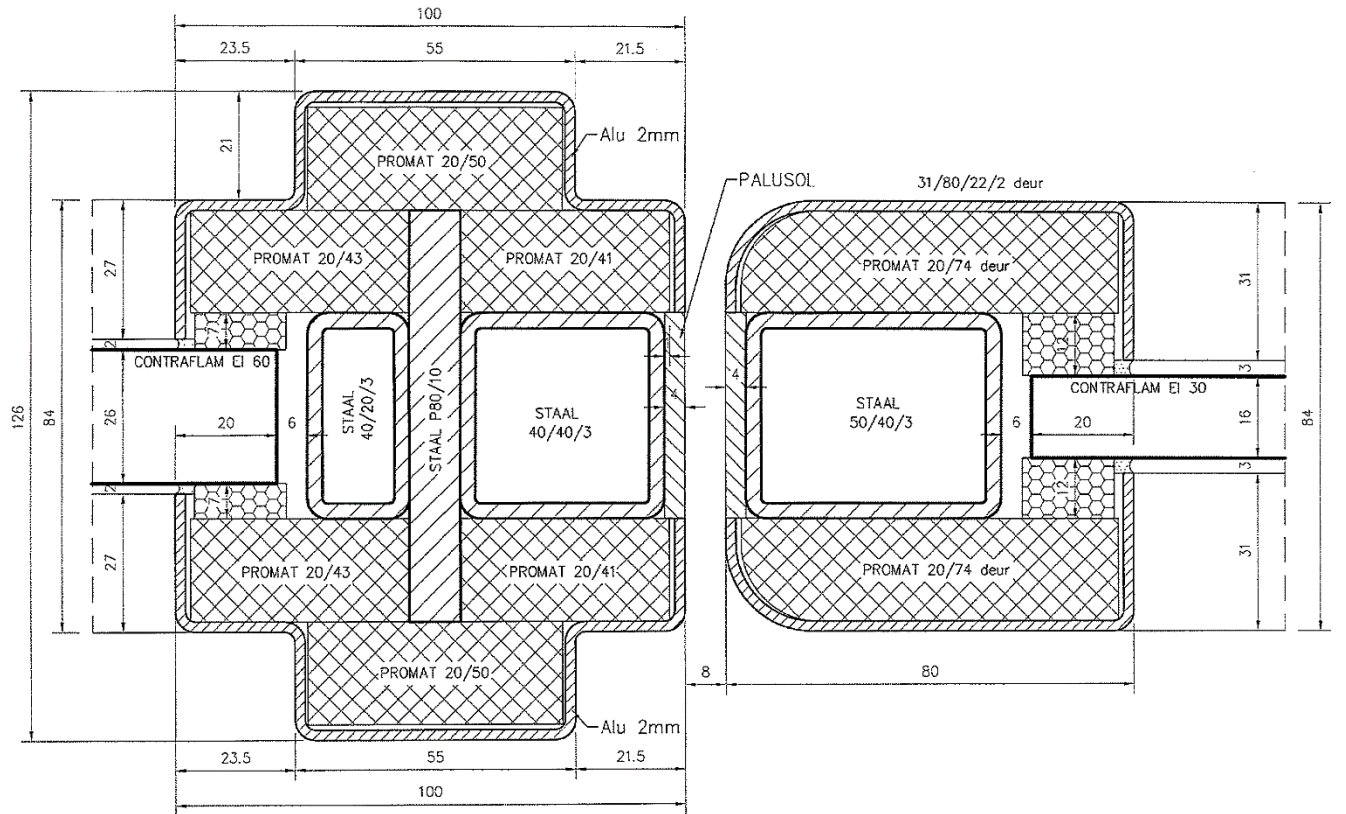 100
23.5 55 21.5
21
Alu 2mm
PROMAT 20/50
PALUSOL
31/80/22/2 deur
27
PROMAT 20/43
PROMAT 20/41
PROMAT 20/74 deur
31
7
12
2
CONTRAFLAM EI 60
3
CONTRAFLAM EI 30
126
84
26
20
6
STAAL
40/20/3
STAAL P80/10
STAAL
40/40/3
4
4
STAAL
50/40/3
6
20
16
84
2
7
12
3
27
PROMAT 20/43
PROMAT 20/41
PROMAT 20/74 deur
31
PROMAT 20/50
8
80
Alu 2mm
23.5 55 21.5
100